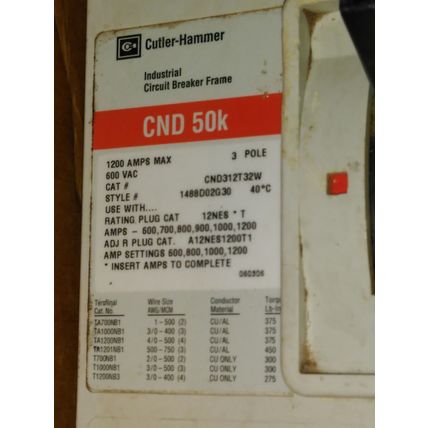 C-H Cutler-Hammer
Industrial
Circuit Breaker Frame
CND 50k
1200 AMPS MAX 3 POLE
600 VAC
CAT # CND312T32W
STYLE # 1488D02G30 40°C
USE WITH....
RATING PLUG CAT 12NES * T
AMPS - 600,700,800,900,1000,1200
ADJ R PLUG CAT. A12NES1200T1
AMP SETTINGS 600,800,1000,1200
* INSERT AMPS TO COMPLETE
060306
Terminal Wire Size Conductor Torq
Cat. No. AWG/MCM Material Lb-In
TA700NB1 1-500 (2) CU/AL 375
TA1000NB1 3/0-400 (3) CU/AL 375
TA1200NB1 4/0-500 (4) CU/AL 375
TA1201NB1 500-750 (3) CU/AL 450
T700NB1 2/0-500 (2) CU ONLY 300
T1000NB1 3/0-500 (3) CU ONLY 300
T1200NB3 3/0-400 (4) CU ONLY 275